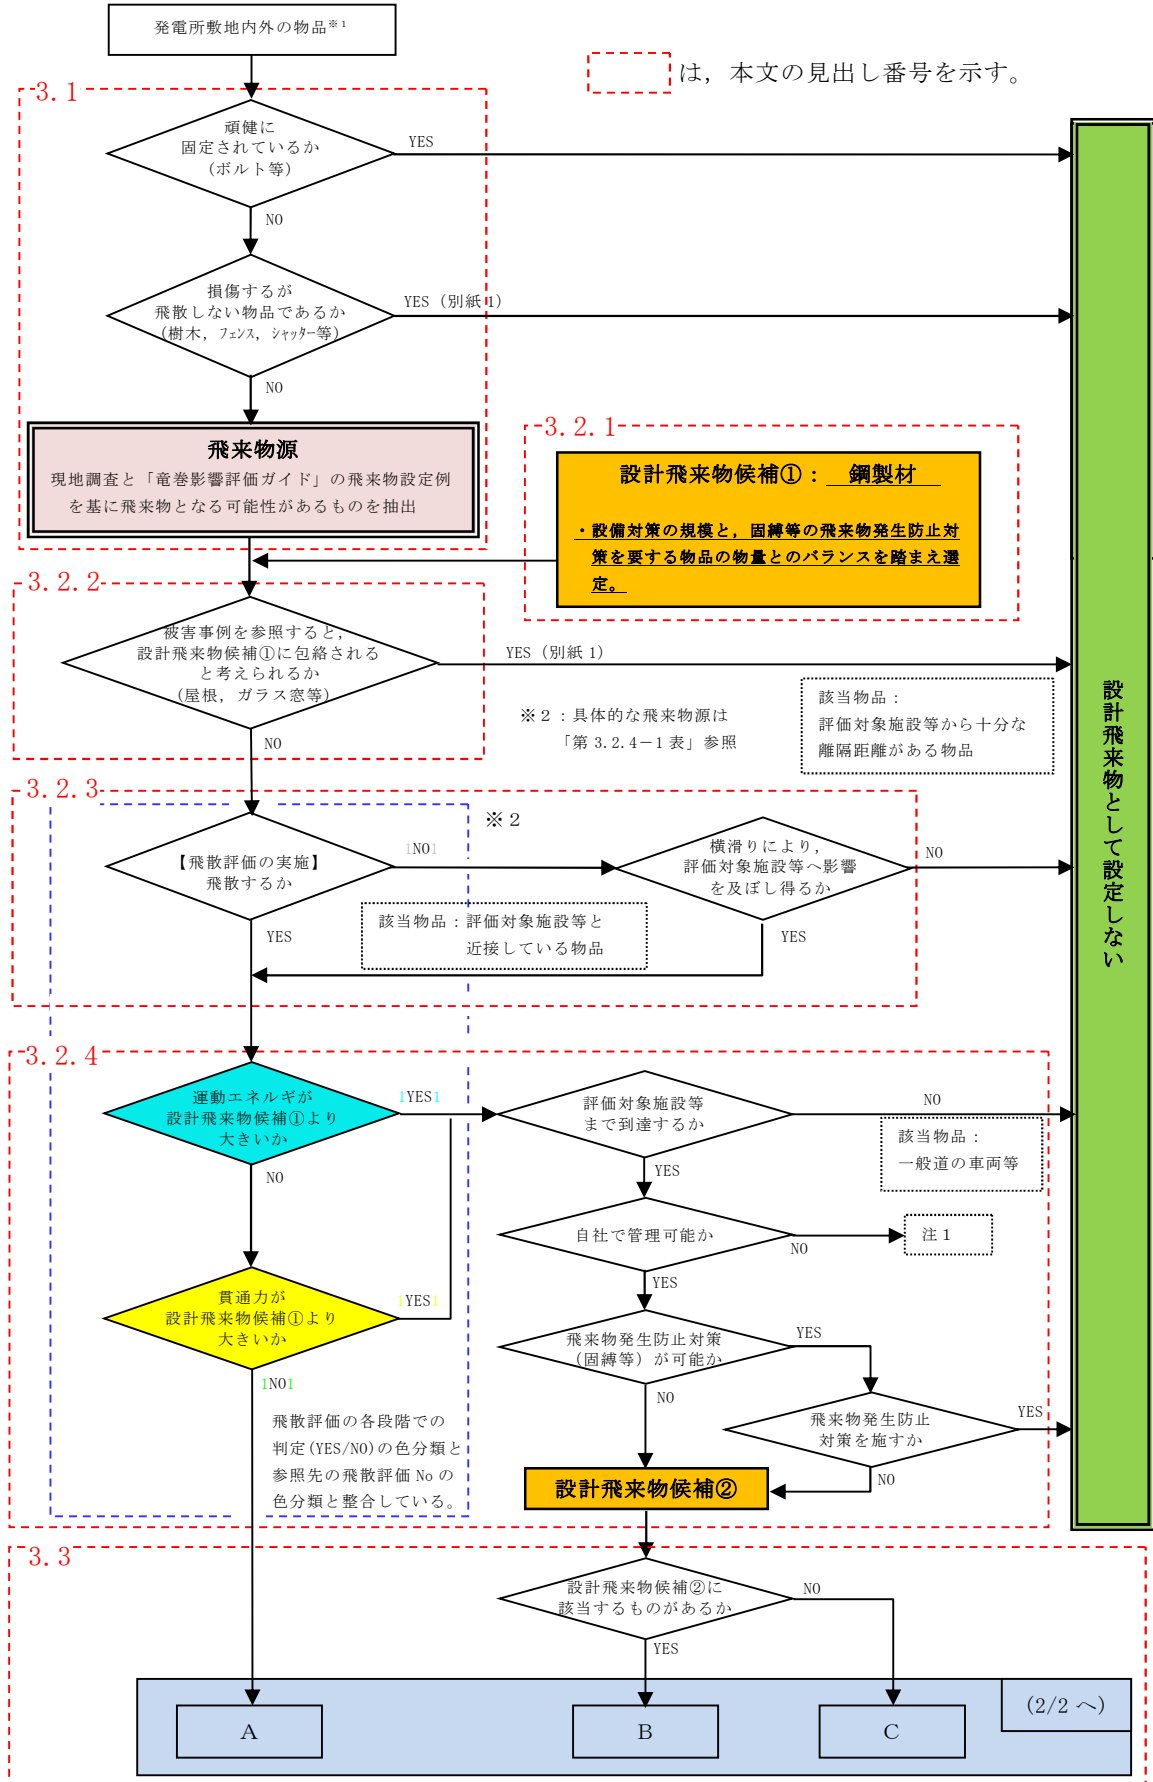 発電所敷地内外の物品※1
は，本文の見出し番号を示す。
3.1
頑健に
固定されているか
(ボルト等)
YES
NO
損傷するが
飛散しない物品であるか
(樹木，フェンス，シャッター等)
YES（別紙1）
NO
飛来物源
現地調査と「竜巻影響評価ガイド」の飛来物設定例
を基に飛来物となる可能性があるものを抽出
3.2.1
設計飛来物候補①：　鋼製材
・設備対策の規模と，固縛等の飛来物発生防止対
策を要する物品の物量とのバランスを踏まえ選
定。
3.2.2
被害事例を参照すると，
設計飛来物候補①に包絡される
と考えられるか
(屋根，ガラス窓等)
YES（別紙1）
NO
※２：具体的な飛来物源は
「第3.2.4－1表」参照
該当物品：
評価対象施設等から十分な
離隔距離がある物品
設計飛来物として設定しない
3.2.3
※２
【飛散評価の実施】
飛散するか
1NO1
YES
横滑りにより，
評価対象施設等へ影響
を及ぼし得るか
NO
YES
該当物品：評価対象施設等と
近接している物品
3.2.4
運動エネルギが
設計飛来物候補①より
大きいか
1YES1
NO
評価対象施設等
まで到達するか
NO
YES
該当物品：
一般道の車両等
自社で管理可能か
NO
注１
YES
貫通力が
設計飛来物候補①より
大きいか
1YES1
1NO1
飛来物発生防止対策
（固縛等）が可能か
YES
NO
飛来物発生防止
対策を施すか
YES
NO
飛散評価の各段階での
判定(YES/NO)の色分類と
参照先の飛散評価Noの
色分類と整合している。
設計飛来物候補②
3.3
設計飛来物候補②に
該当するものがあるか
NO
YES
(2/2へ)
A
B
C